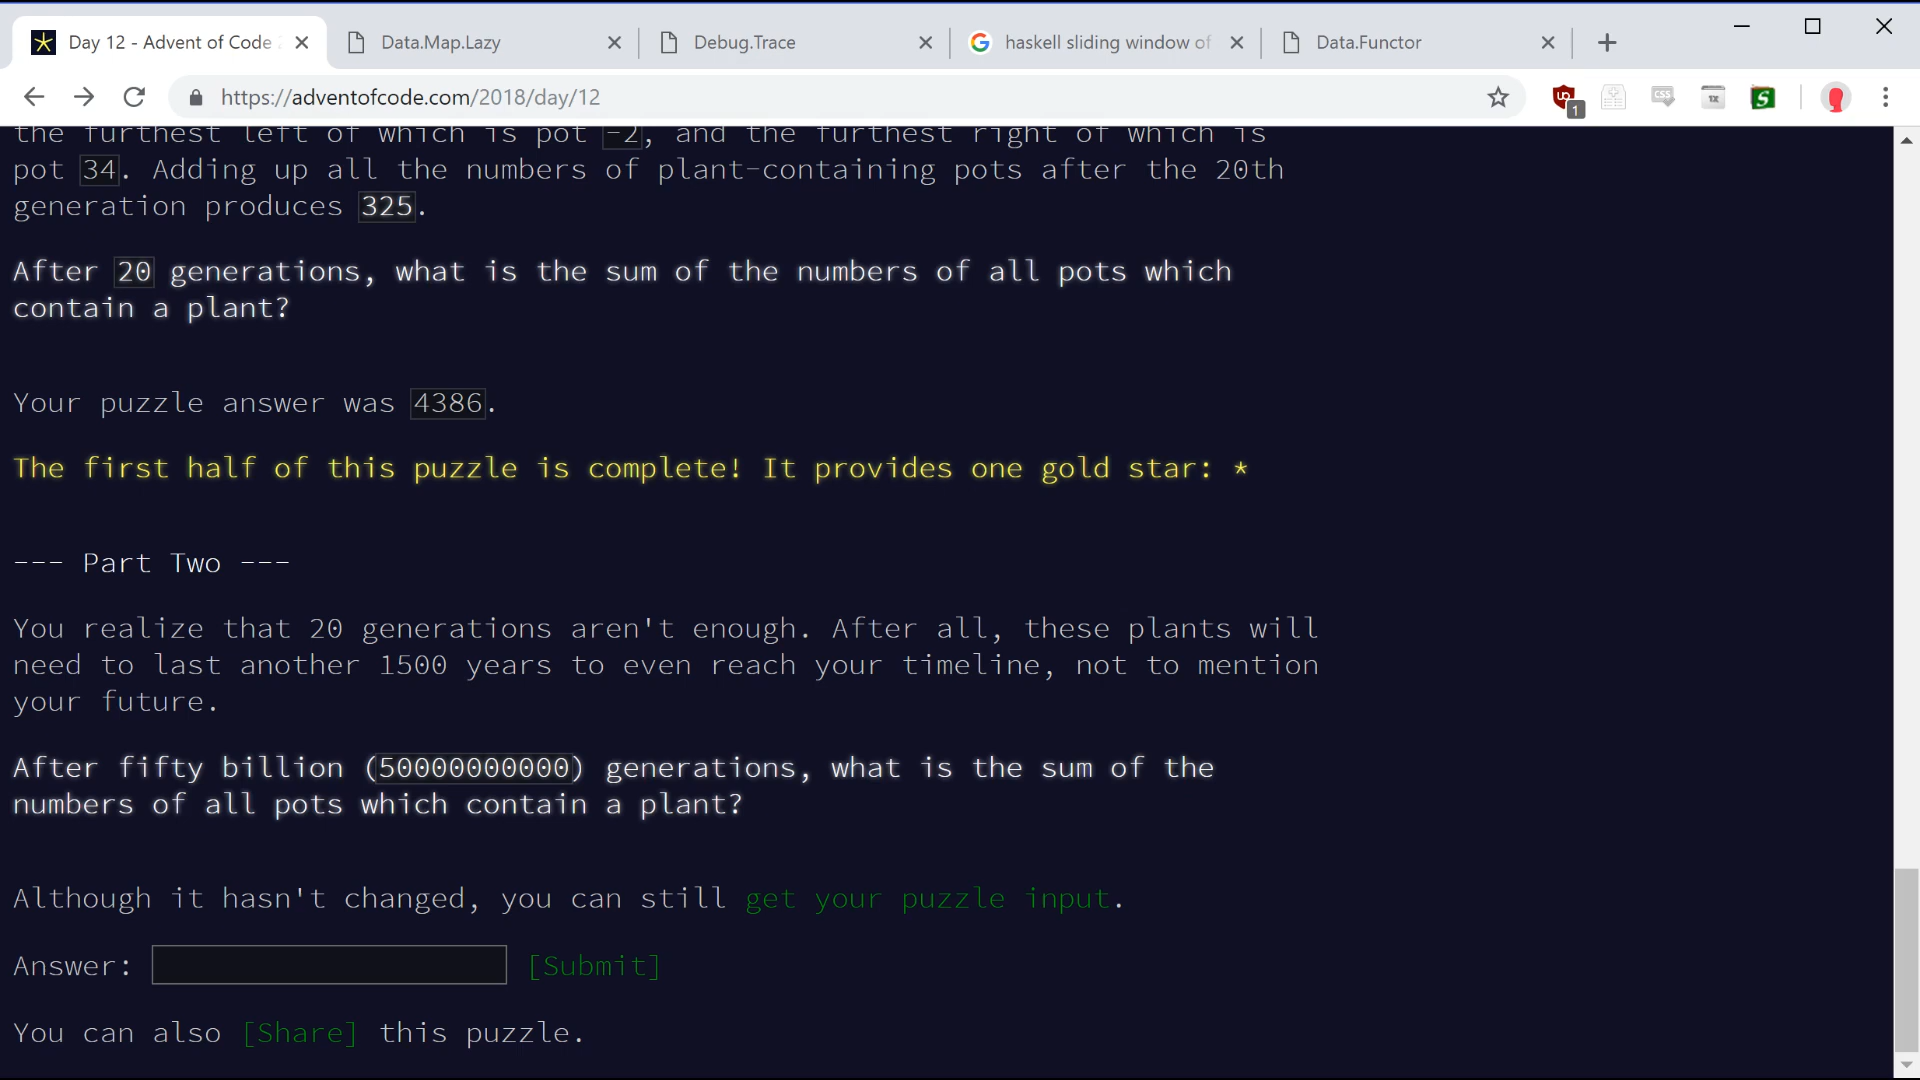 Day 12 - Advent of Code
Data.Map.Lazy
Debug.Trace
haskell sliding window of
Data.Functor
https://adventofcode.com/2018/day/12
1
CSS
1X
S
the furthest left of which is pot -2, and the furthest right of which is
pot 34. Adding up all the numbers of plant-containing pots after the 20th
generation produces 325.
After 20 generations, what is the sum of the numbers of all pots which
contain a plant?
Your puzzle answer was 4386.
The first half of this puzzle is complete! It provides one gold star: *
--- Part Two ---
You realize that 20 generations aren't enough. After all, these plants will
need to last another 1500 years to even reach your timeline, not to mention
your future.
After fifty billion (50000000000) generations, what is the sum of the
numbers of all pots which contain a plant?
Although it hasn't changed, you can still get your puzzle input.
Answer: [Submit]
You can also [Share] this puzzle.